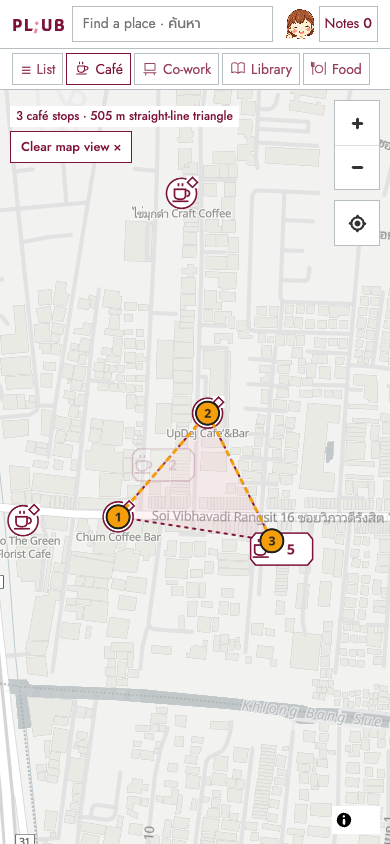 PL;UB
Find a place · ค้นหา
Notes 0
List
Café
Co-work
Library
Food
3 café stops · 505 m straight-line triangle
Clear map view ×
+
−
ไข่มุกดำ Craft Coffee
2
UpDej Cafe'&Bar
2
1
Soi Vibhavadi Rangsit 16 ซอยวิภาวดีรังสิต
Chum Coffee Bar
o The Green
Florist Cafe
3
5
Khlong Bang Sue
31
10